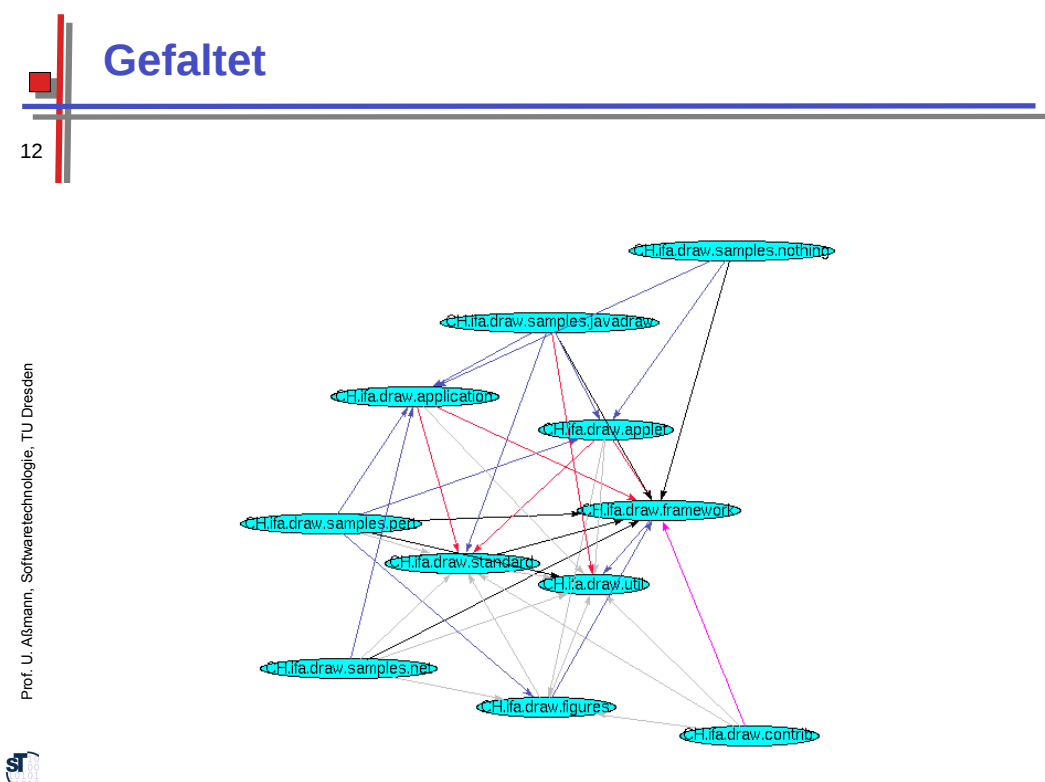 Gefaltet
12
CH.ifa.draw.samples.nothing
CH.ifa.draw.samples.javadraw
CH.ifa.draw.application
CH.ifa.draw.applet
CH.ifa.draw.framework
CH.ifa.draw.samples.pert
CH.ifa.draw.standard
CH.ifa.draw.util
CH.ifa.draw.samples.net
CH.ifa.draw.figures
CH.ifa.draw.contrib
Prof. U. Aßmann, Softwaretechnologie, TU Dresden
sT